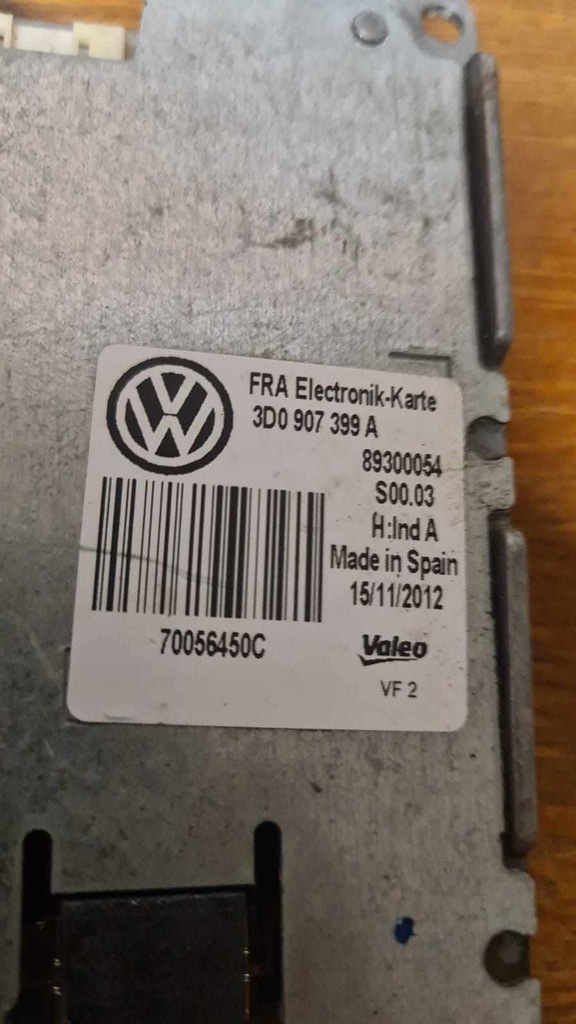 FRA Electronik-Karte
3D0 907 399 A
89300054
S00.03
H:Ind A
Made in Spain
15/11/2012
70056450C
Valeo
VF 2